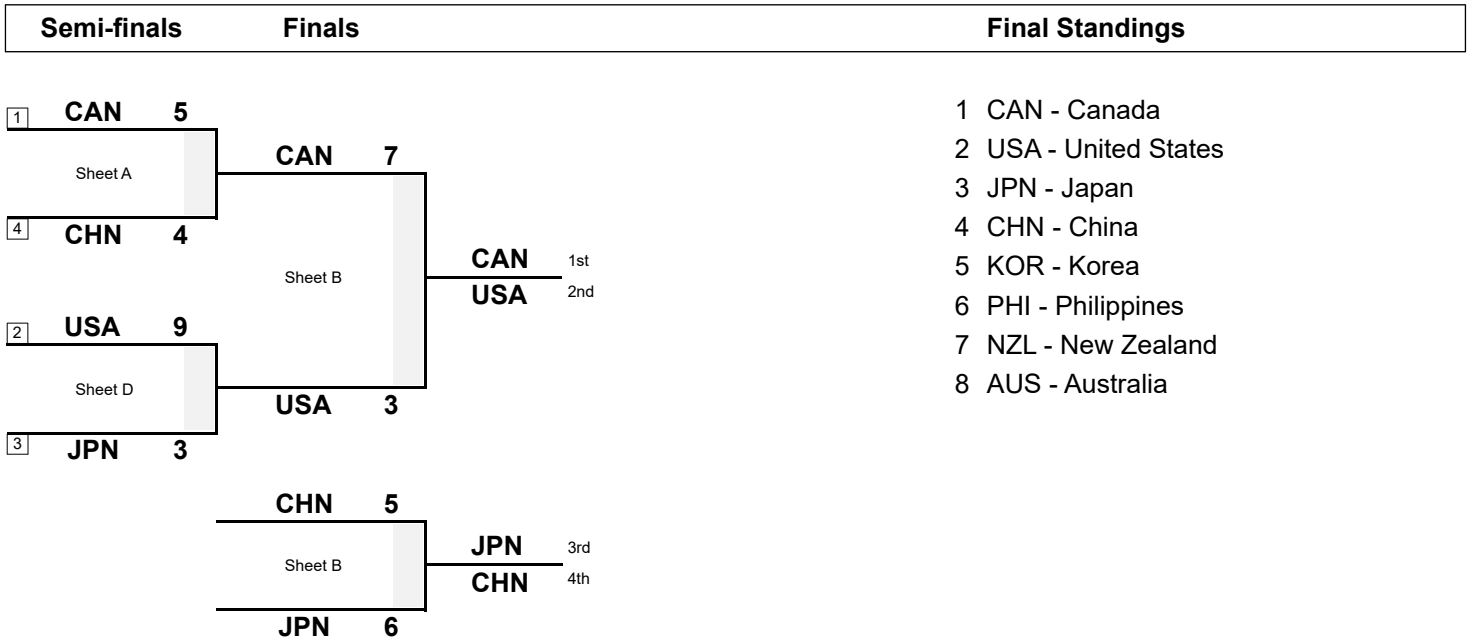 Semi-finals Finals Final Standings
1 CAN 5
Sheet A
4 CHN 4
CAN 7
Sheet B
USA 3
2 USA 9
Sheet D
3 JPN 3
CAN 1st
USA 2nd
CHN 5
Sheet B
JPN 6
JPN 3rd
CHN 4th
1 CAN - Canada
2 USA - United States
3 JPN - Japan
4 CHN - China
5 KOR - Korea
6 PHI - Philippines
7 NZL - New Zealand
8 AUS - Australia